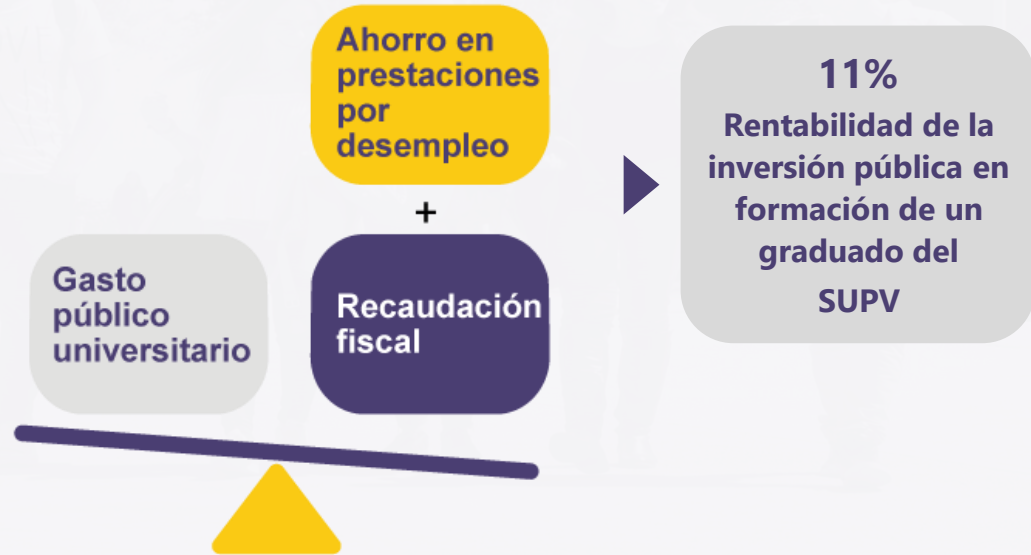 Ahorro en
prestaciones
por
desempleo
+
Gasto
público
universitario
Recaudación
fiscal
11%
Rentabilidad de la
inversión pública en
formación de un
graduado del
SUPV